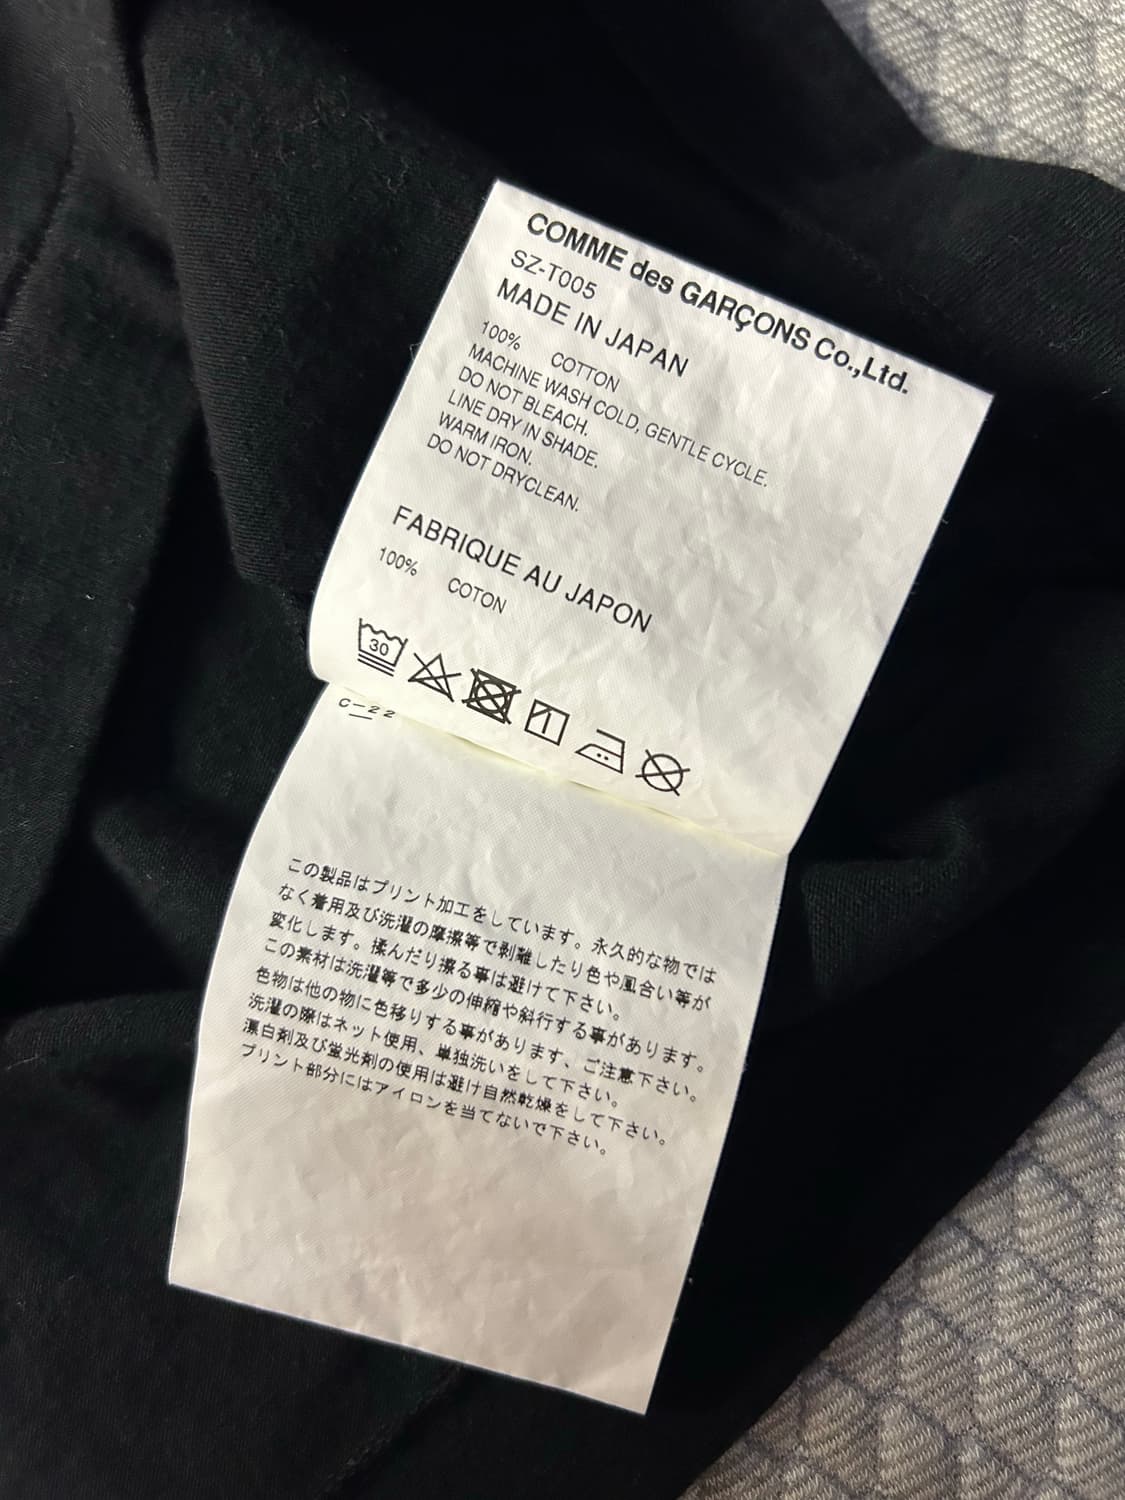 COMME des GARÇONS Co.,Ltd.
SZ-T005
MADE IN JAPAN
100% COTTON
MACHINE WASH COLD, GENTLE CYCLE.
DO NOT BLEACH.
LINE DRY IN SHADE.
WARM IRON.
DO NOT DRYCLEAN.
FABRIQUE AU JAPON
100% COTON
30
C-22
この製品はプリント加工をしています。永久的な物では
なく着用及び洗濯の摩擦等で剥離したり色や風合い等が
変化します。揉んだり擦る事は避けて下さい。
この素材は洗濯等で多少の伸縮や斜行する事があります。
色物は他の物に色移りする事があります、ご注意下さい。
洗濯の際はネット使用、単独洗いをして下さい。
漂白剤及び蛍光剤の使用は避け自然乾燥をして下さい。
プリント部分にはアイロンを当てないで下さい。